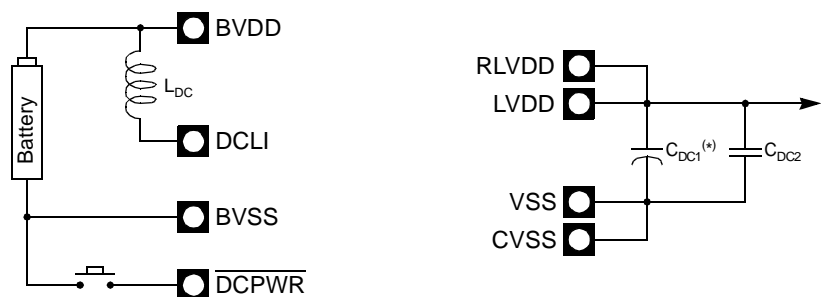 BVDD
L_DC
Battery
DCLI
BVSS
DCPWR
RLVDD
LVDD
C_DC1(*)
C_DC2
VSS
CVSS